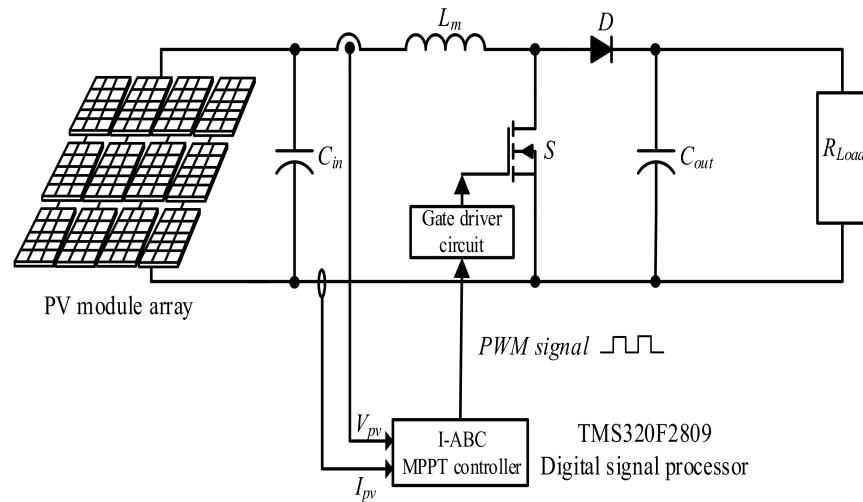 L_m
D
C_in
S
C_out
R_Load
Gate driver
circuit
PV module array
PWM signal
V_pv
I_pv
I-ABC
MPPT controller
TMS320F2809
Digital signal processor